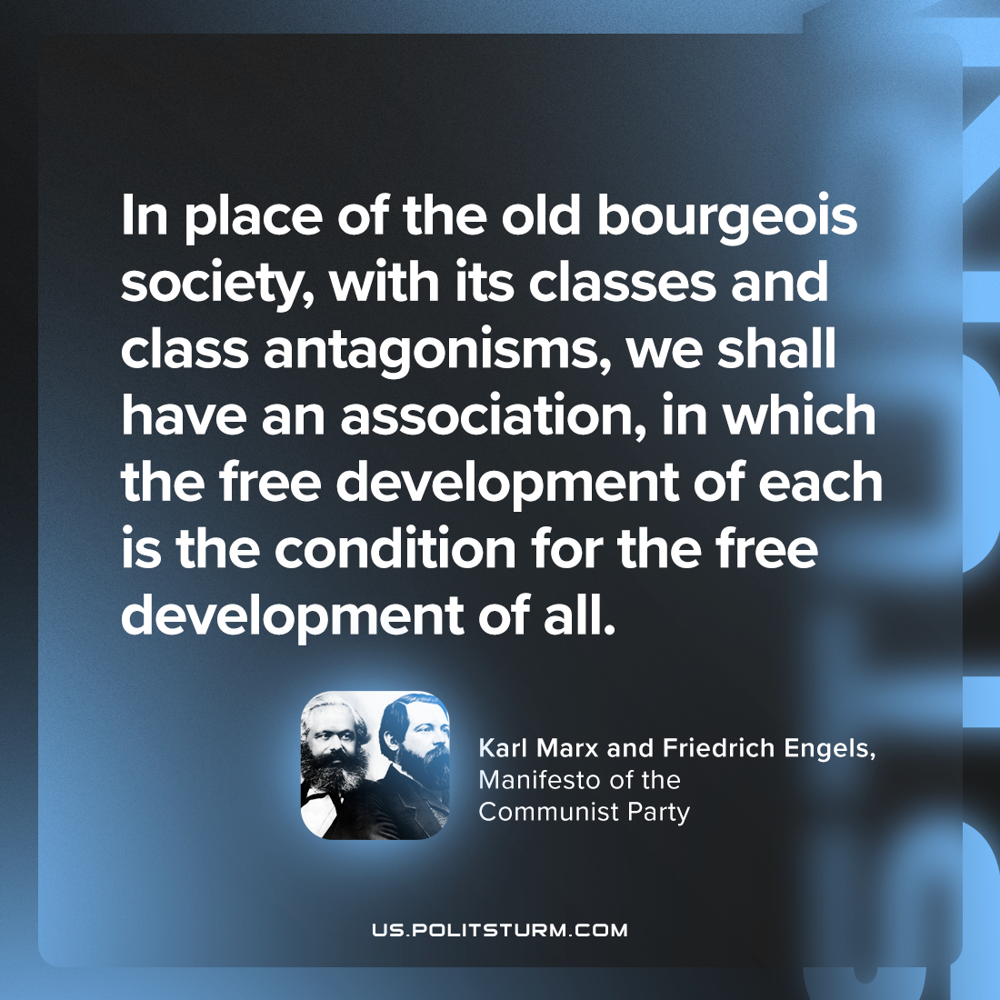 In place of the old bourgeois
society, with its classes and
class antagonisms, we shall
have an association, in which
the free development of each
is the condition for the free
development of all.
Karl Marx and Friedrich Engels,
Manifesto of the
Communist Party
US.POLITSTURM.COM